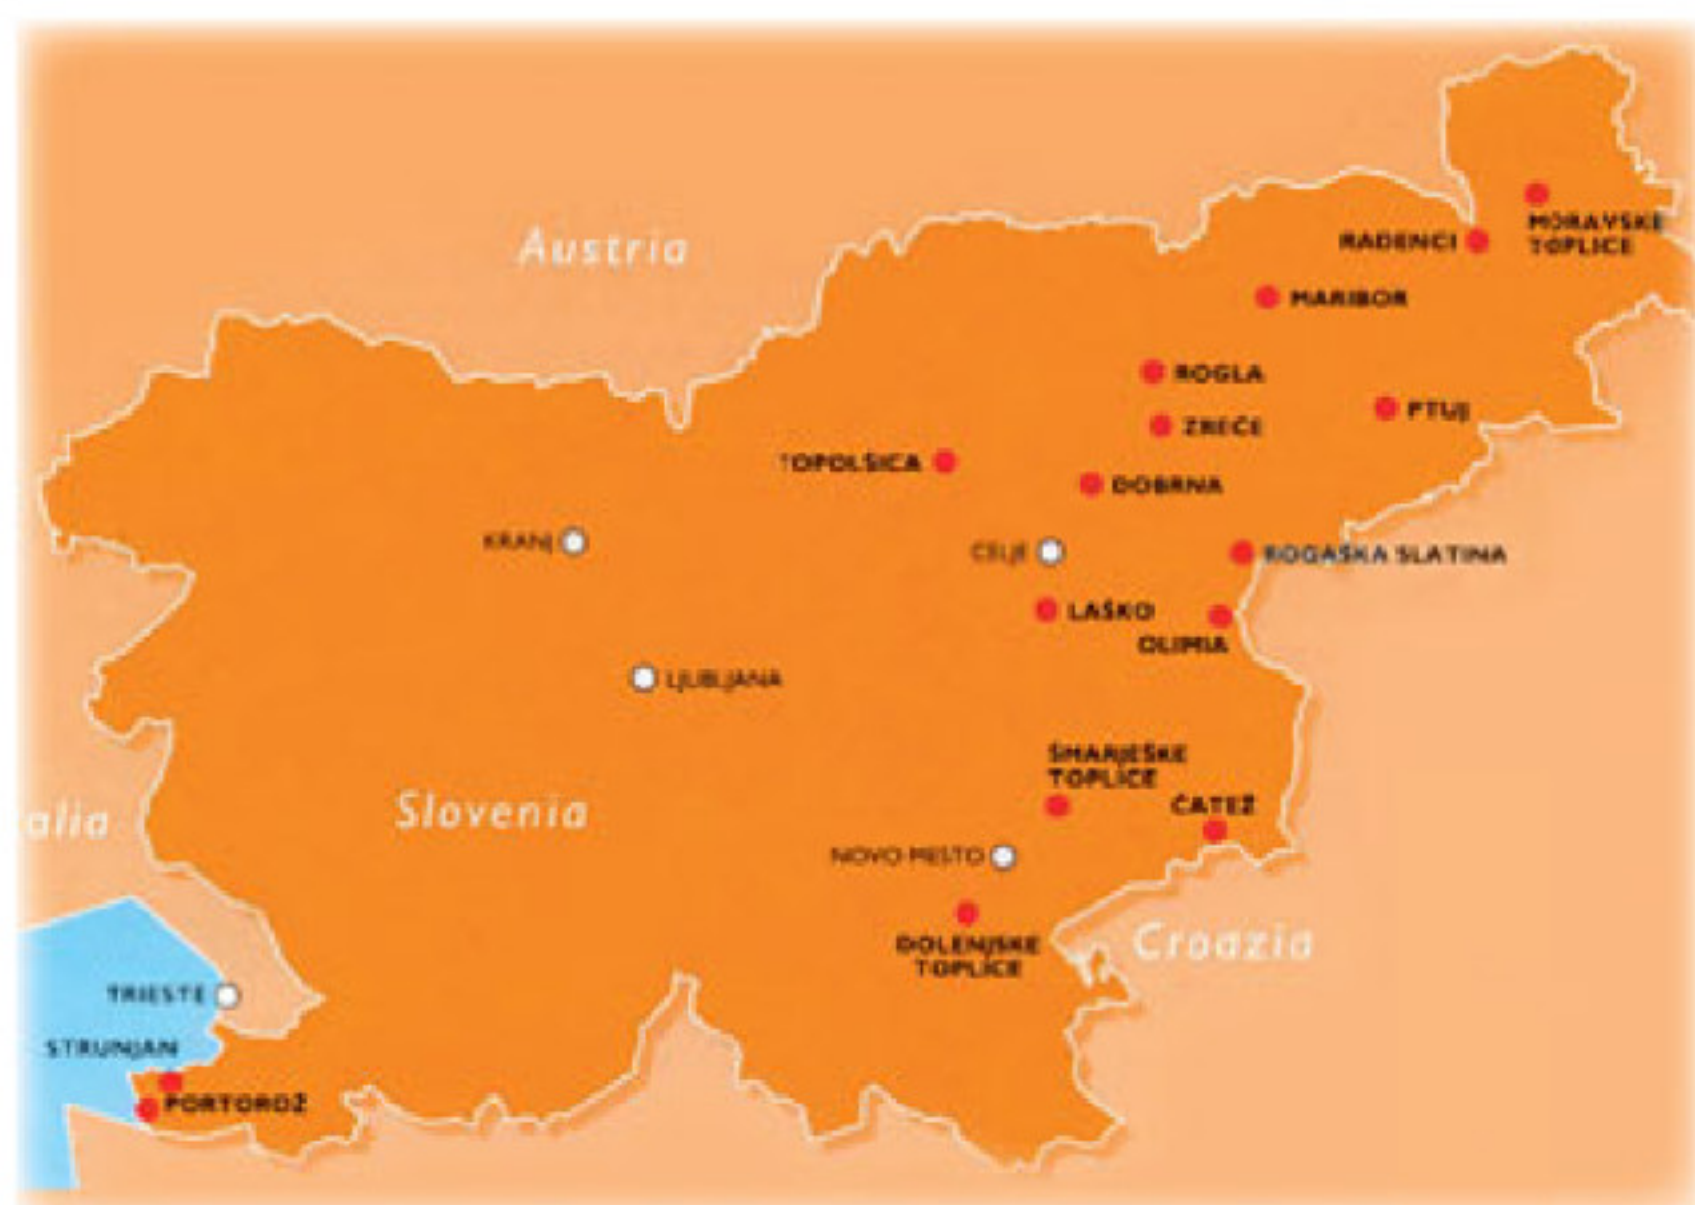 Austria
MORAVSKE
TOPLICE
RADENCI
MARIBOR
ROGLA
PTUJ
ZREČE
TOPOLŠICA
DOBRNA
KRANJ
CELJE
ROGAŠKA SLATINA
LAŠKO
OLIMIA
LJUBLJANA
ŠMARJEŠKE
TOPLICE
ČATEŽ
Slovenia
alia
NOVO MESTO
DOLENJSKE
TOPLICE
Croazia
TRIESTE
STRUNJAN
PORTOROŽ